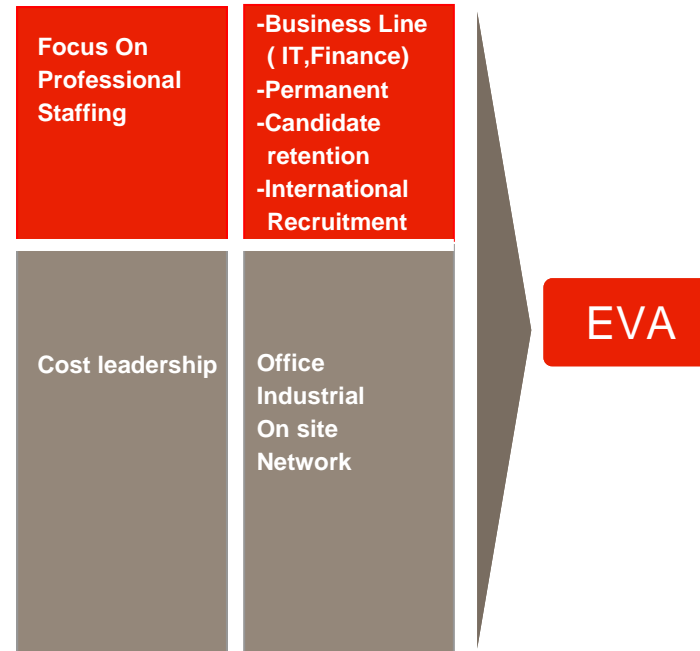 Focus On
Professional
Staffing
-Business Line
( IT,Finance)
-Permanent
-Candidate
retention
-International
Recruitment
Cost leadership
Office
Industrial
On site
Network
EVA